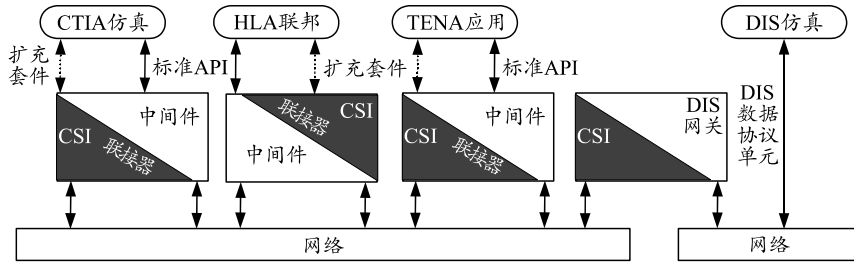 CTIA仿真
HLA联邦
TENA应用
DIS仿真
扩充
套件
标准API
扩充套件
标准API
中间件
CSI
联接器
联接器
CSI
中间件
中间件
CSI
联接器
DIS
网关
CSI
DIS
数据
协议
单元
网络
网络